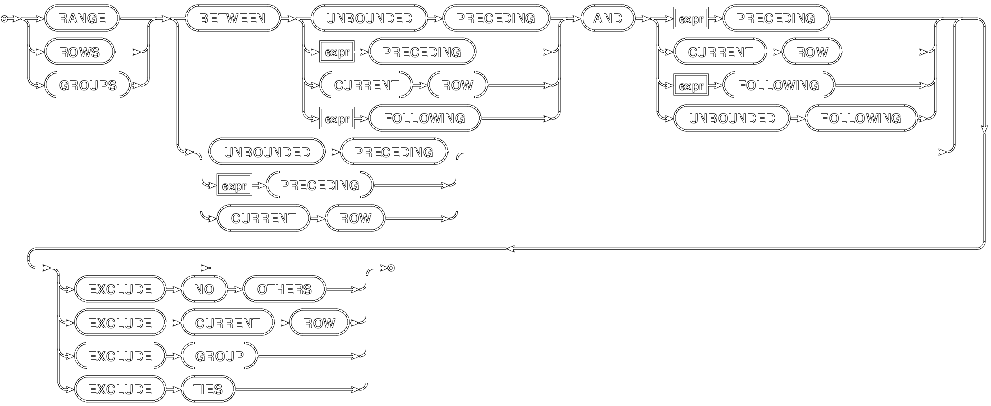 RANGE BETWEEN UNBOUNDED PRECEDING AND expr PRECEDING
ROWS expr PRECEDING CURRENT ROW
GROUPS CURRENT ROW expr FOLLOWING
expr FOLLOWING UNBOUNDED FOLLOWING
UNBOUNDED PRECEDING
expr PRECEDING
CURRENT ROW
EXCLUDE NO OTHERS
EXCLUDE CURRENT ROW
EXCLUDE GROUP
EXCLUDE TIES